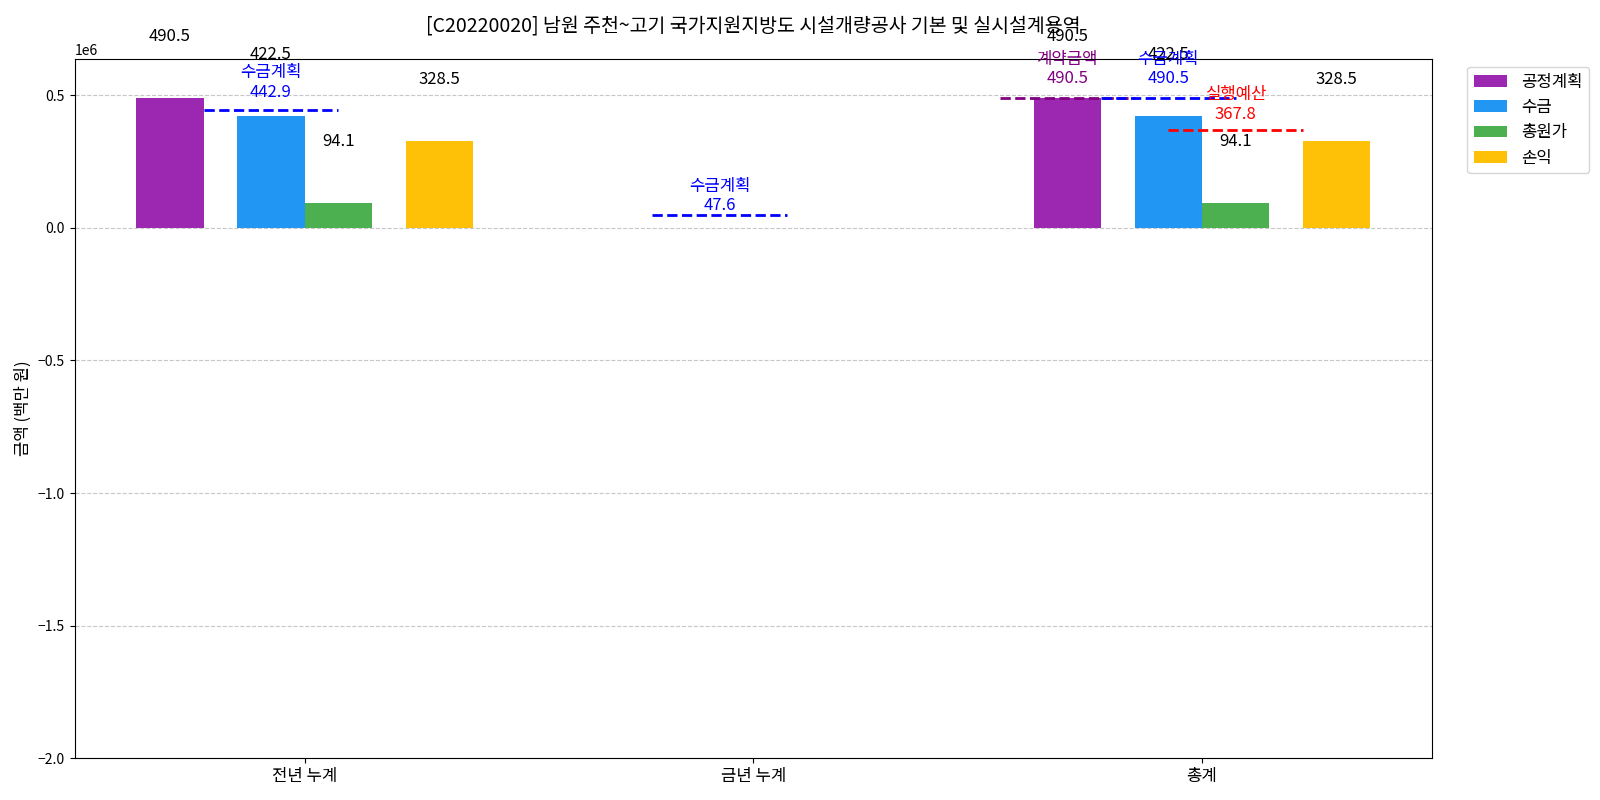 [C20220020] 남원 주천~고기 국가지원지방도 시설개량공사 기본 및 실시설계용역
1e6
금액 (백만 원)
0.5
0.0
−0.5
−1.0
−1.5
−2.0
490.5
422.5
수금계획
442.9
94.1
328.5
수금계획
47.6
490.5
계약금액
490.5
422.5
수금계획
490.5
실행예산
367.8
94.1
328.5
전년 누계
금년 누계
총계
공정계획
수금
총원가
손익